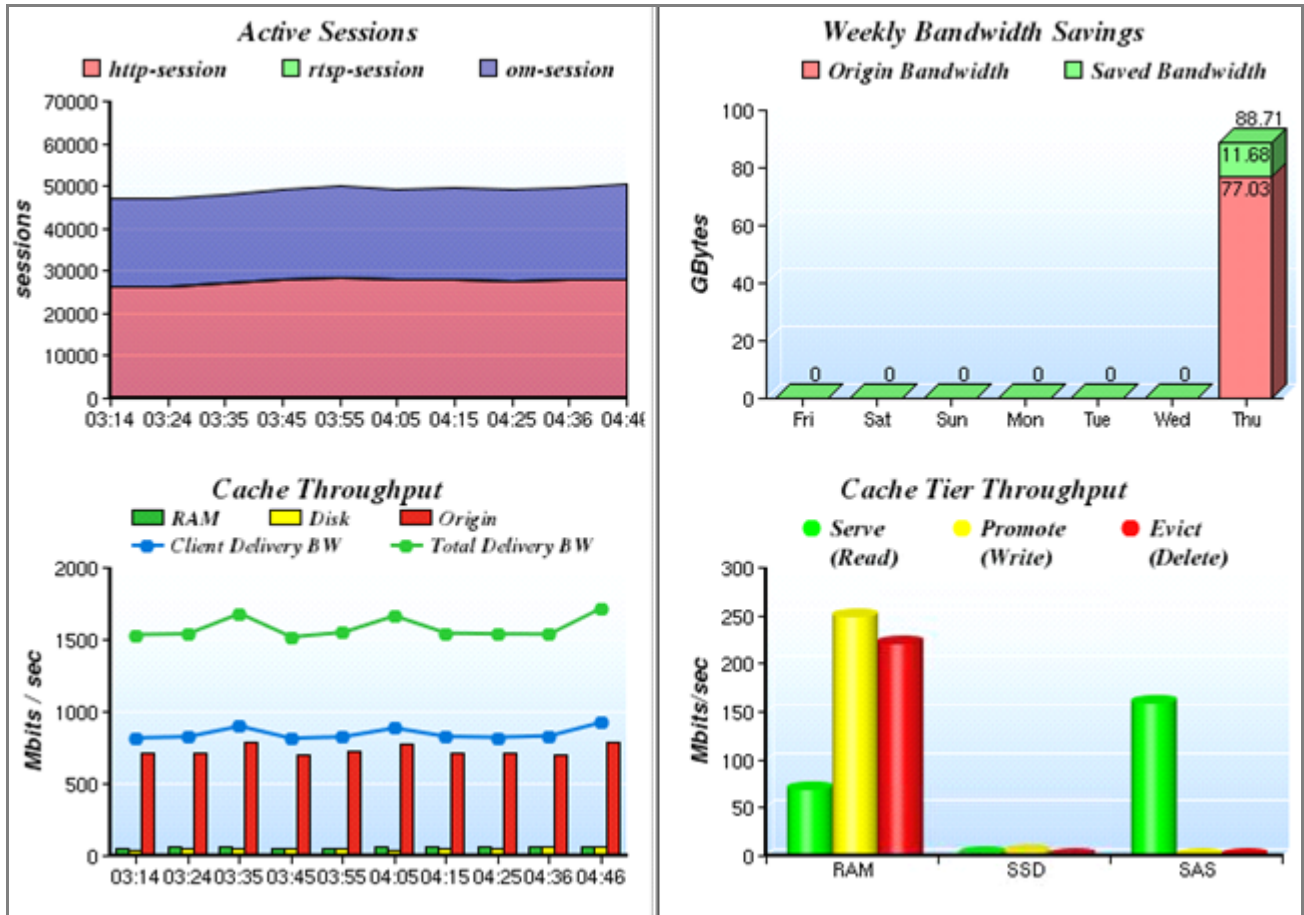 Active Sessions
http-session rtsp-session om-session
70000
60000
50000
40000
30000
20000
10000
0
sessions
03:14 03:24 03:35 03:45 03:55 04:05 04:15 04:25 04:36 04:4
Weekly Bandwidth Savings
Origin Bandwidth Saved Bandwidth
100
80
60
40
20
0
GBytes
88.71
11.68
77.03
0 0 0 0 0 0
Fri Sat Sun Mon Tue Wed Thu
Cache Throughput
RAM Disk Origin
Client Delivery BW Total Delivery BW
2000
1500
1000
500
0
Mbits / sec
03:14 03:24 03:35 03:45 03:55 04:05 04:15 04:25 04:36 04:46
Cache Tier Throughput
Serve Promote Evict
(Read) (Write) (Delete)
300
250
200
150
100
50
0
Mbits/sec
RAM SSD SAS